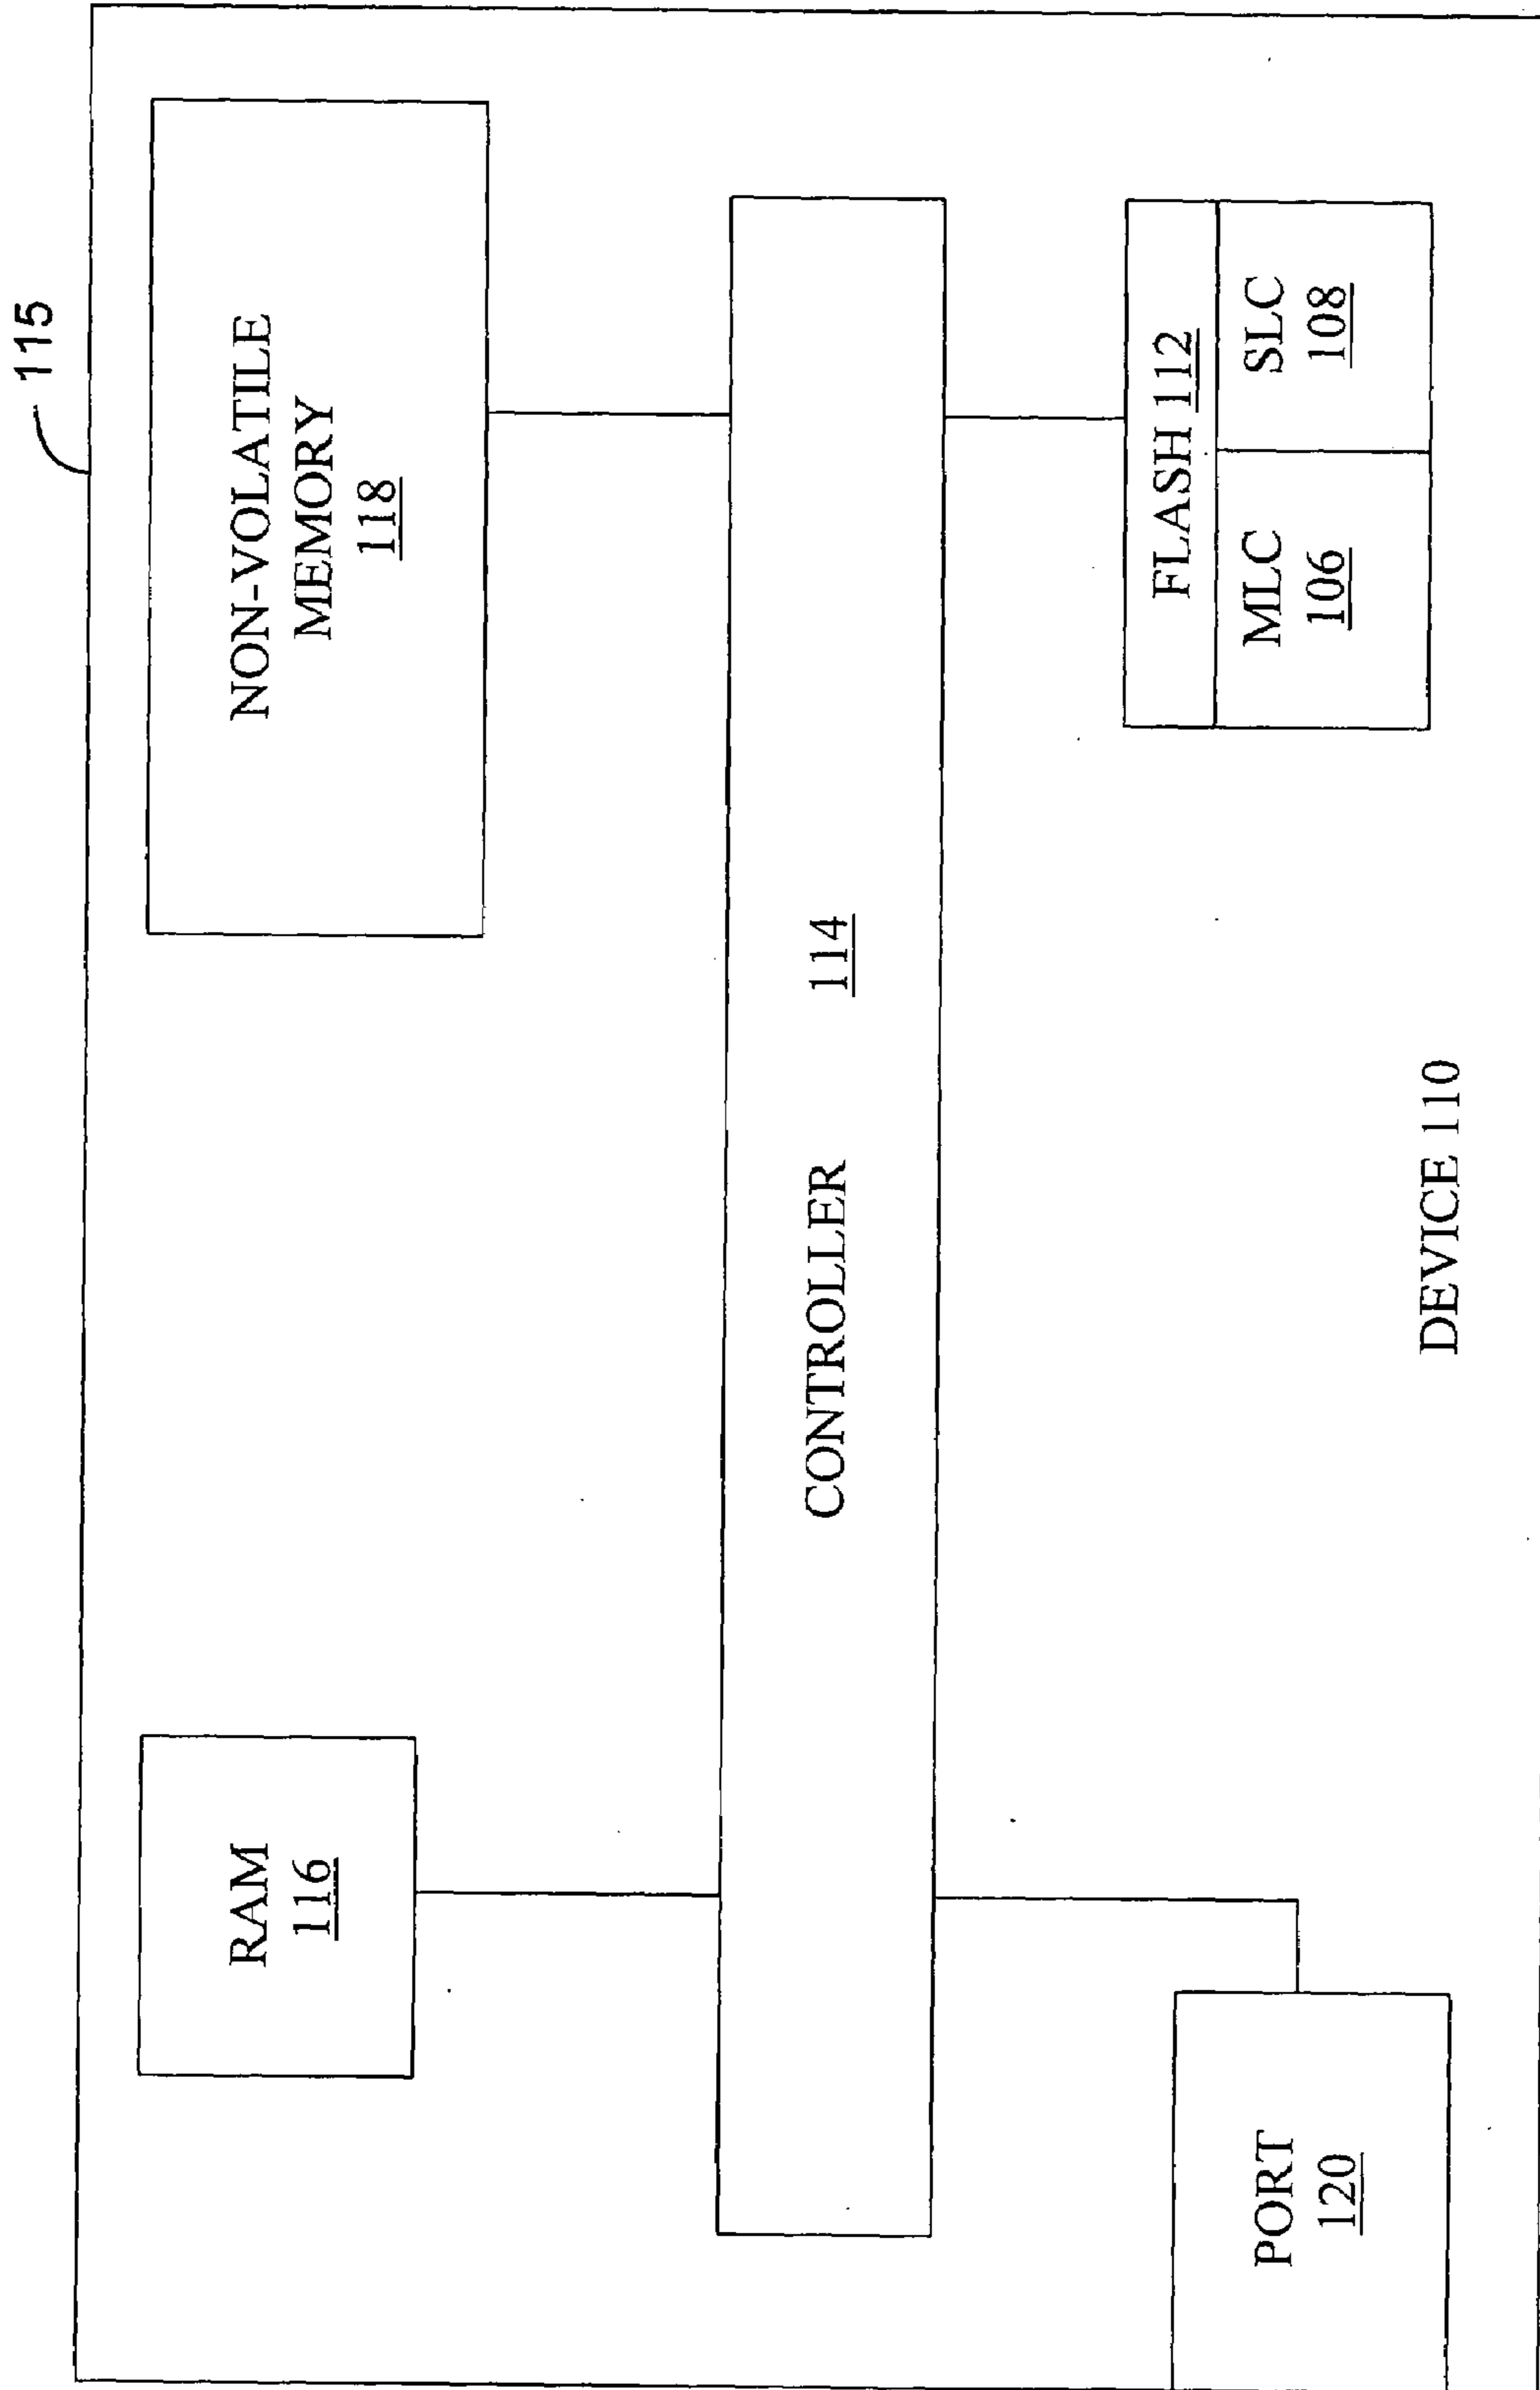 115
RAM
116
NON-VOLATILE
MEMORY
118
CONTROLLER 114
PORT
120
FLASH 112
MLC
106
SLC
108
DEVICE 110